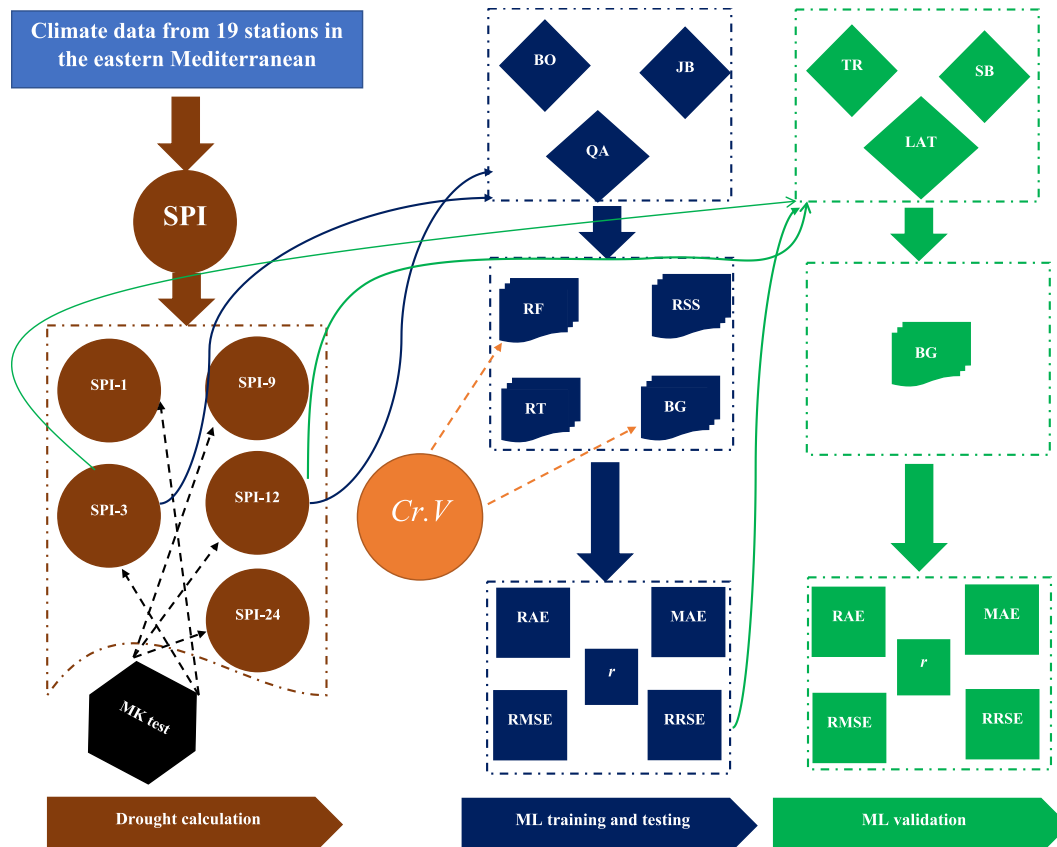 Climate data from 19 stations in
the eastern Mediterranean
SPI
SPI-1
SPI-9
SPI-3
SPI-12
SPI-24
MK test
Drought calculation
BO
JB
QA
RF
RSS
RT
BG
Cr.V
RAE
MAE
r
RMSE
RRSE
ML training and testing
TR
SB
LAT
BG
RAE
MAE
r
RMSE
RRSE
ML validation